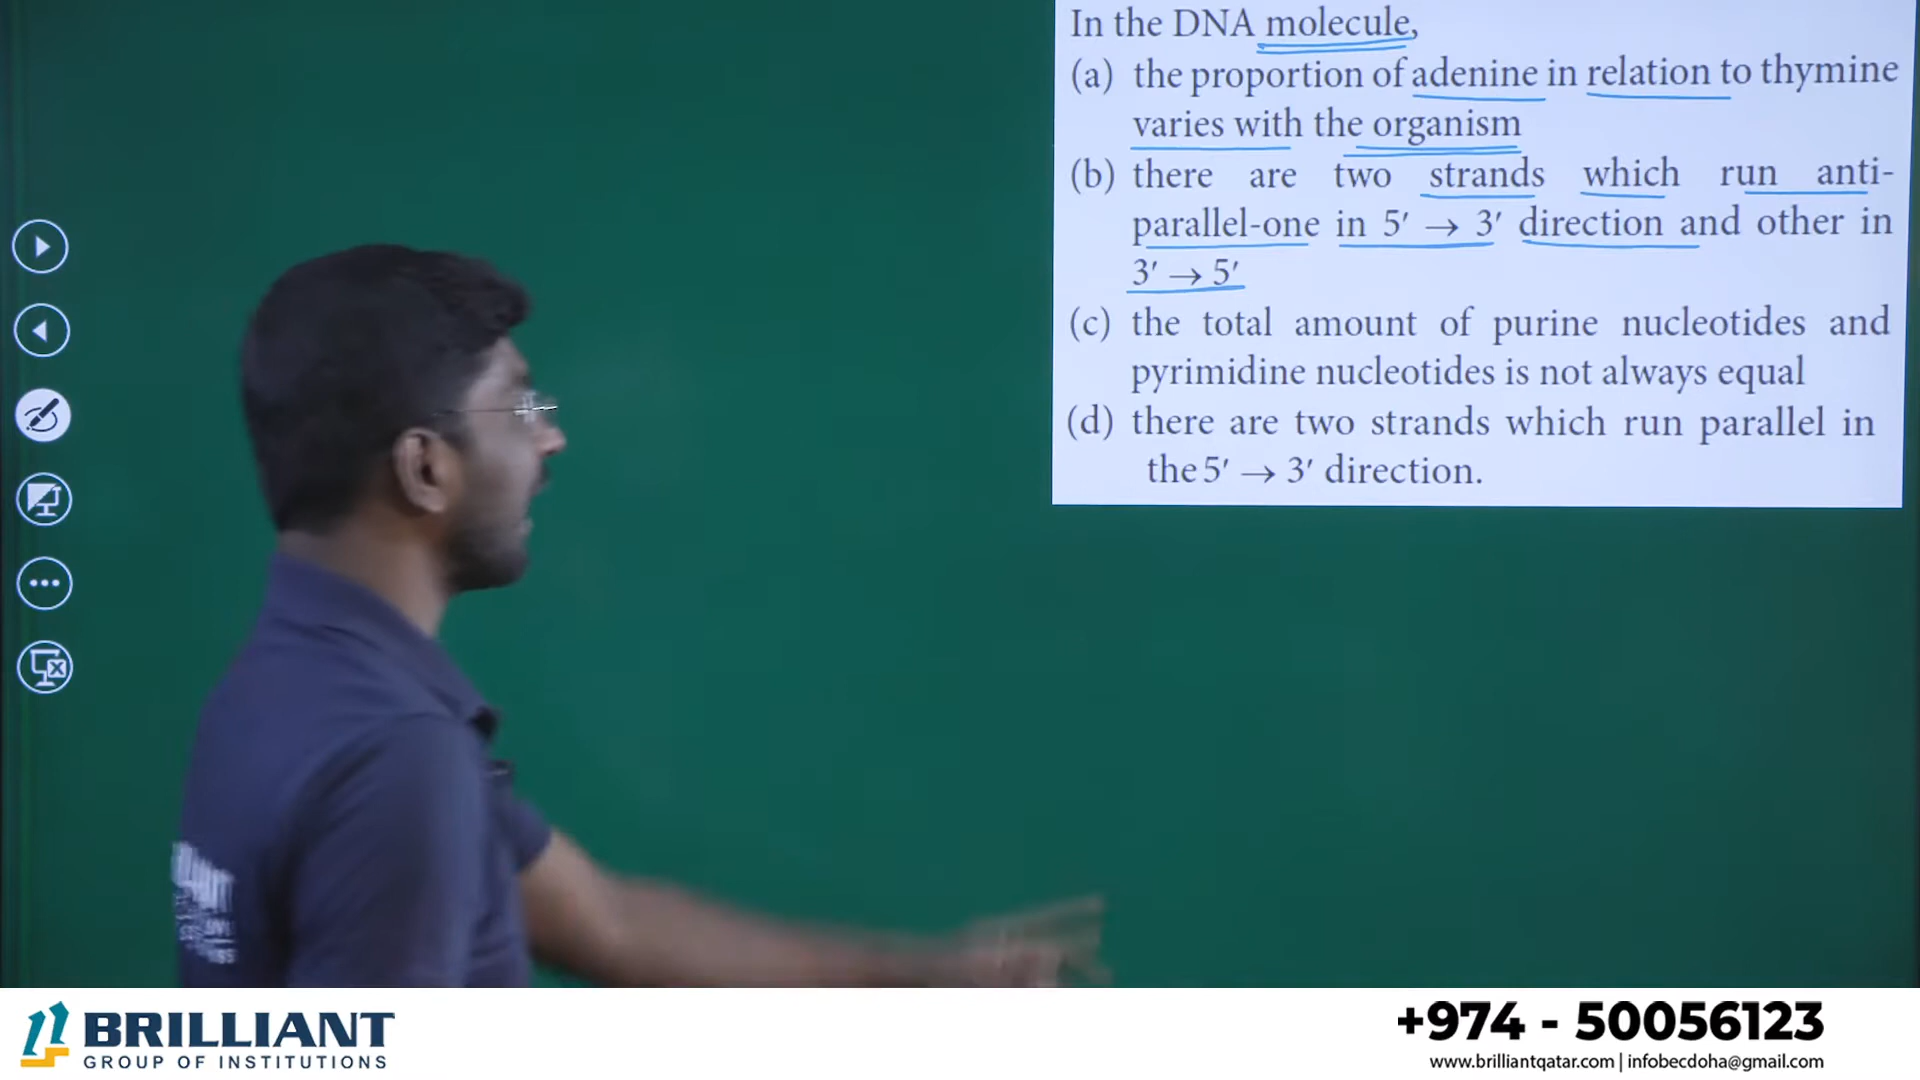 In the DNA molecule,
(a) the proportion of adenine in relation to thymine
varies with the organism
(b) there are two strands which run anti-
parallel-one in 5′ → 3′ direction and other in
3′ → 5′
(c) the total amount of purine nucleotides and
pyrimidine nucleotides is not always equal
(d) there are two strands which run parallel in
the 5′ → 3′ direction.
BRILLIANT
GROUP OF INSTITUTIONS
+974 - 50056123
www.brilliantqatar.com | infobecdoha@gmail.com